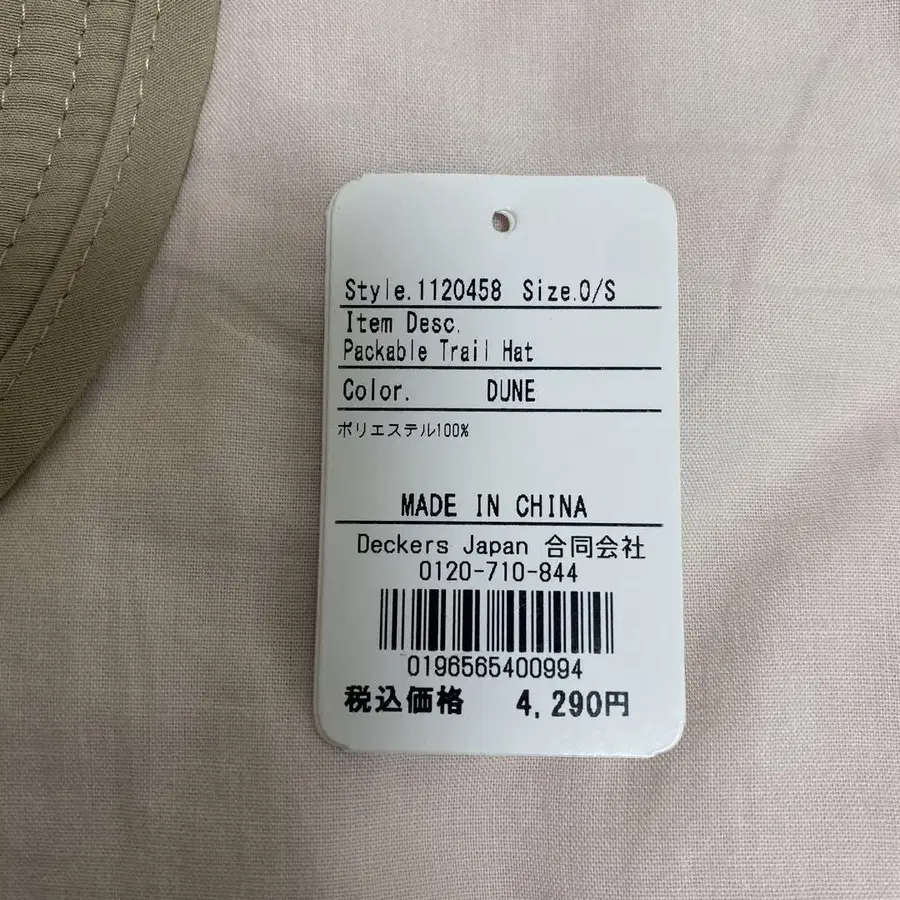 Style.1120458 Size.O/S
Item Desc.
Packable Trail Hat
Color. DUNE
ポリエステル100%
MADE IN CHINA
Deckers Japan 合同会社
0120-710-844
0196565400994
税込価格 4,290円